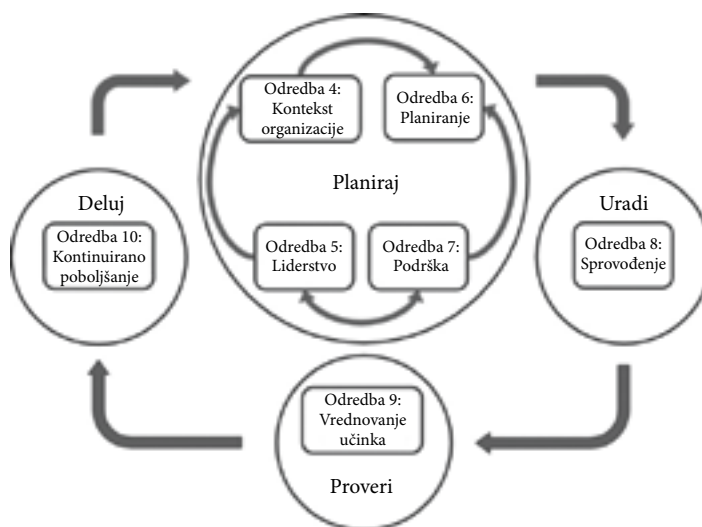 Odredba 4:
Kontekst
organizacije
Odredba 6:
Planiranje
Planiraj
Odredba 5:
Liderstvo
Odredba 7:
Podrška
Uradi
Odredba 8:
Sprovođenje
Odredba 9:
Vrednovanje
učinka
Proveri
Deluj
Odredba 10:
Kontinuirano
poboljšanje